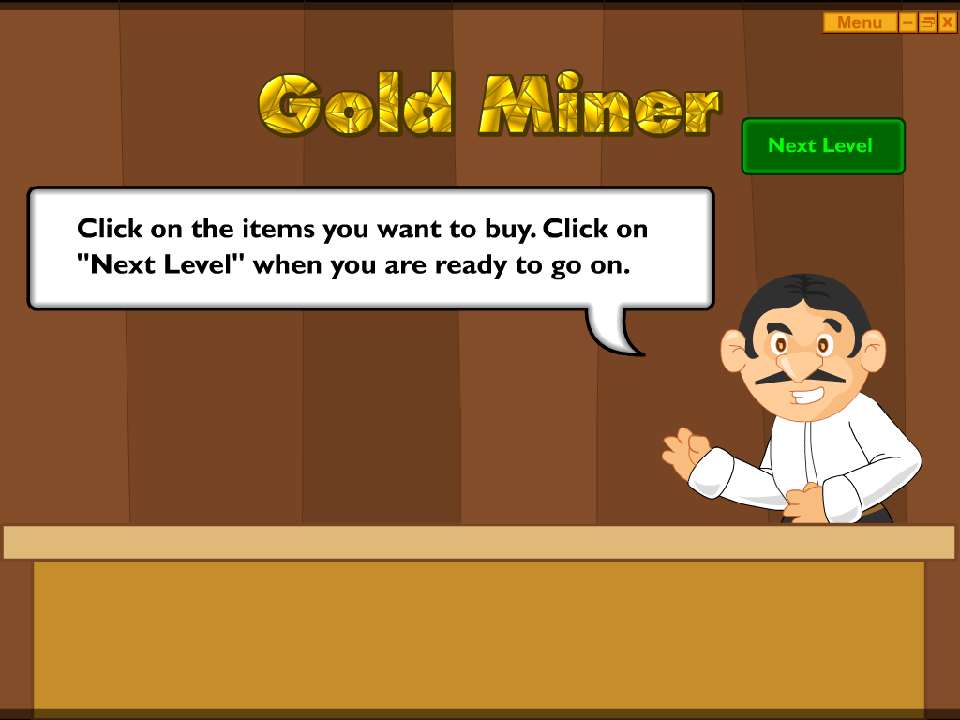 Menu
Gold Miner
Next Level
Click on the items you want to buy. Click on
"Next Level" when you are ready to go on.